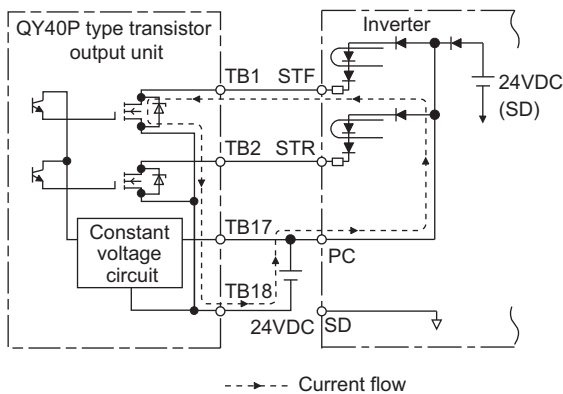 QY40P type transistor
output unit
Inverter
TB1 STF
24VDC
(SD)
TB2 STR
TB17
Constant
voltage
circuit
PC
TB18
24VDC SD
Current flow